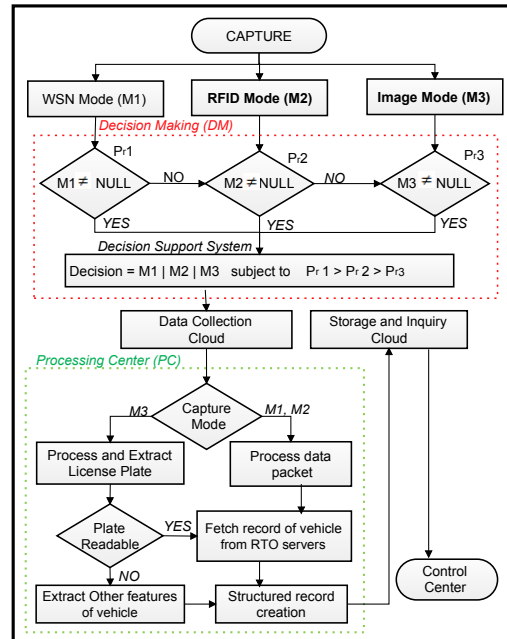 CAPTURE
WSN Mode (M1)
RFID Mode (M2)
Image Mode (M3)
Decision Making (DM)
Pr1
Pr2
Pr3
M1 ≠ NULL
NO
M2 ≠ NULL
NO
M3 ≠ NULL
YES
YES
YES
Decision Support System
Decision = M1 | M2 | M3 subject to Pr 1 > Pr 2 > Pr3
Data Collection
Cloud
Storage and Inquiry
Cloud
Processing Center (PC)
M3
Capture
Mode
M1, M2
Process and Extract
License Plate
Process data
packet
Plate
Readable
YES
Fetch record of vehicle
from RTO servers
NO
Extract Other features
of vehicle
Structured record
creation
Control
Center